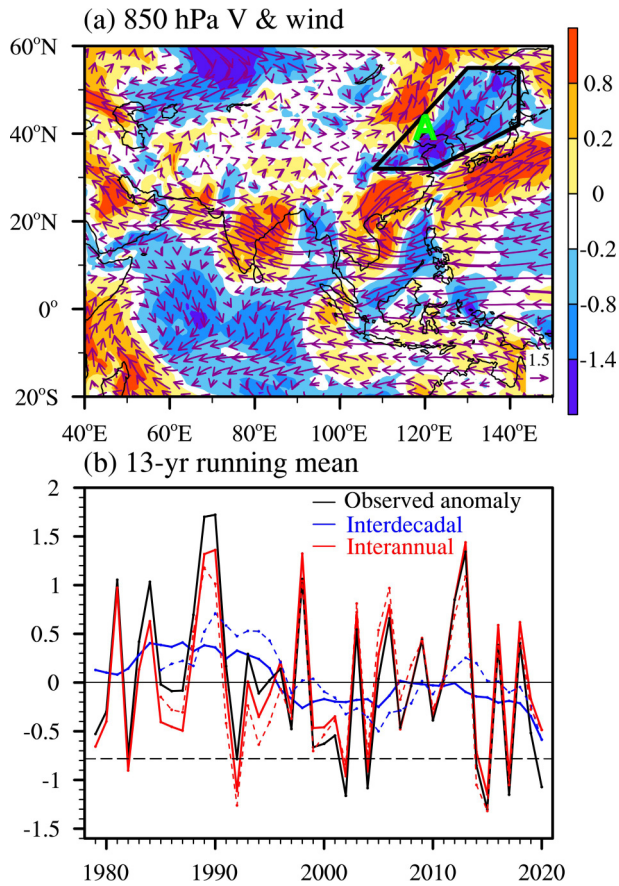 (a) 850 hPa V & wind
60°N
40°N
20°N
0°
20°S
40°E 60°E 80°E 100°E 120°E 140°E
A
1.5
0.8
0.2
0
-0.2
-0.8
-1.4
(b) 13-yr running mean
Observed anomaly
Interdecadal
Interannual
2
1.5
1
0.5
0
-0.5
-1
-1.5
1980 1990 2000 2010 2020